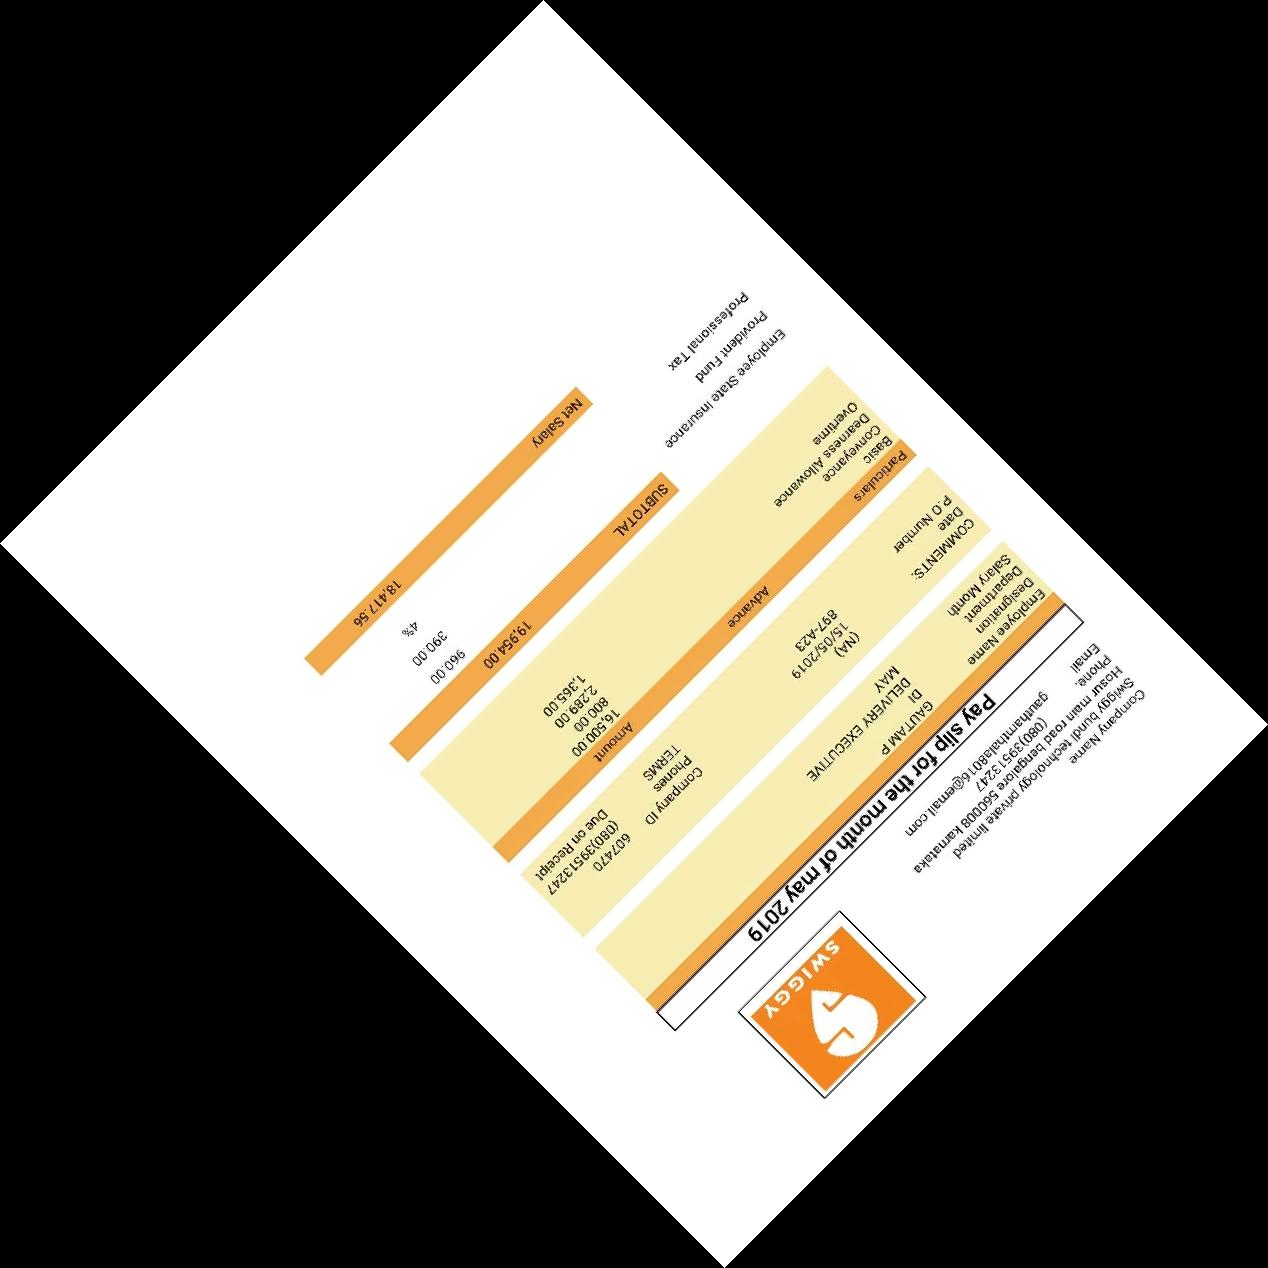 SWIGGY
Company Name
Swiggy bundl technology private limited
Hosur main road bengalore 560008 karnataka
Phone. (080)39513247
Email gauthamthala8016@email.com
Pay slip for the month of may 2019
Employee Name GAUTAM P
Designation DI
Department DELIVERY EXECUTIVE
Salary Month MAY
COMMENTS: (NA) Company ID 607470
Date 15/05/2019 Phones (080)39513247
P.O Number 897-A23 TERMS Due on Receipt
Particulars Advance Amount
Basic 16,500.00
Conveyance 800.00
Dearness Allowance 2,289.00
Overtime 1,365.00
SUBTOTAL 19,954.00
Employee State Insurance 960.00
Provident Fund 390.00
Professional Tax 4%
Net Salary 18,417.56